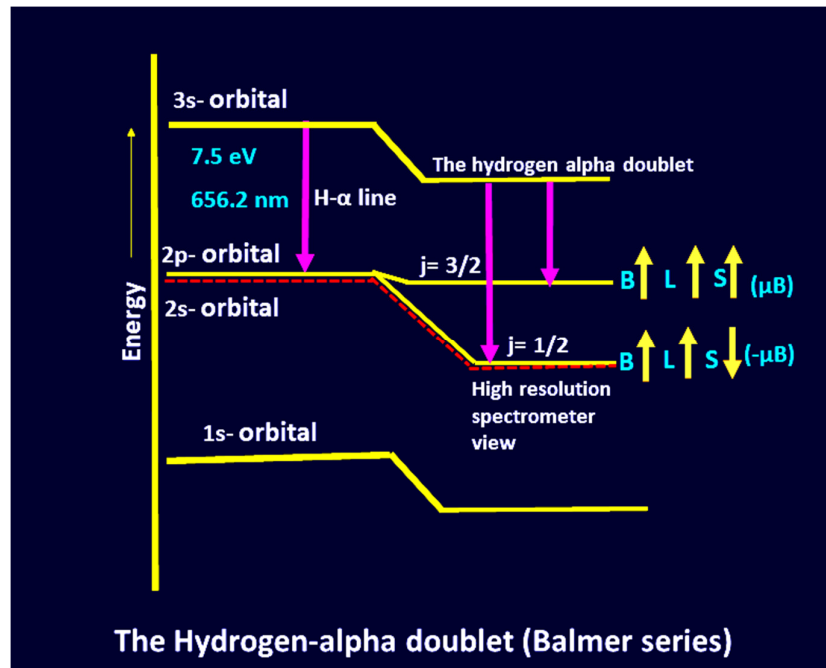 3s- orbital
7.5 eV
656.2 nm
H-α line
The hydrogen alpha doublet
2p- orbital
2s- orbital
Energy
j= 3/2
B L S (μB)
j= 1/2
B L S (-μB)
High resolution
spectrometer
view
1s- orbital
The Hydrogen-alpha doublet (Balmer series)